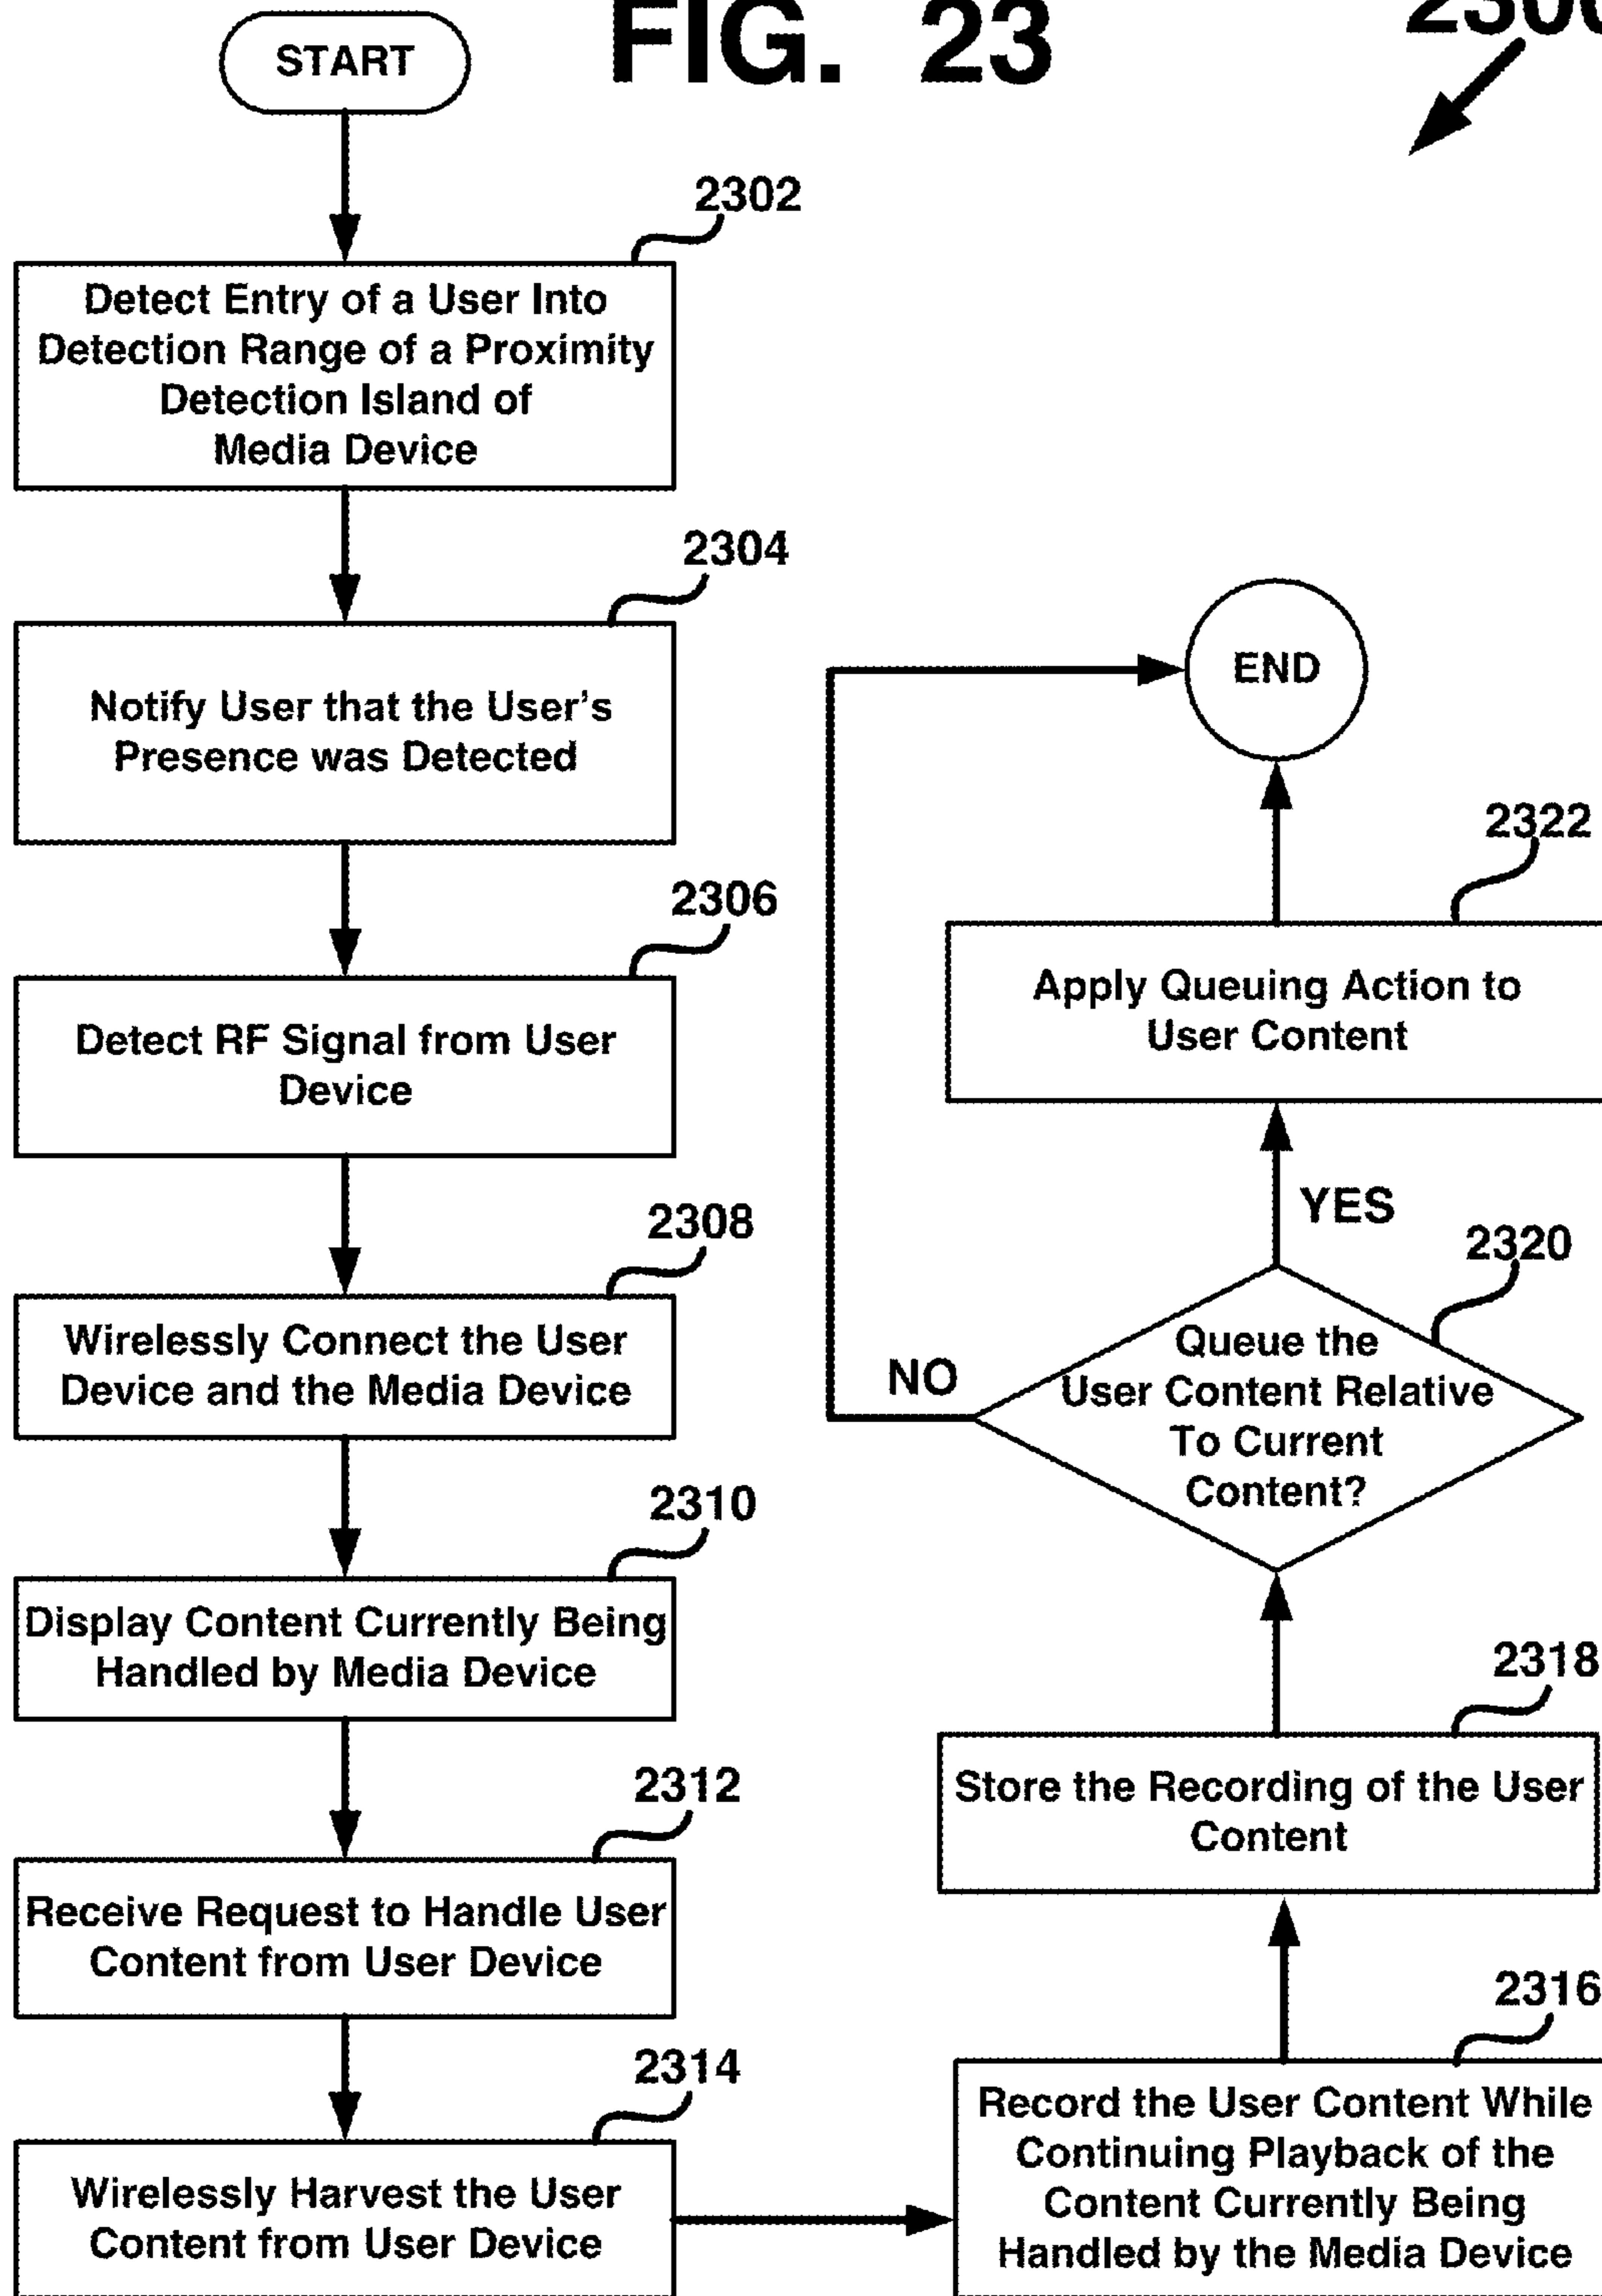 FIG. 23
2300
START
2302
Detect Entry of a User Into
Detection Range of a Proximity
Detection Island of
Media Device
2304
Notify User that the User's
Presence was Detected
2306
Detect RF Signal from User
Device
2308
Wirelessly Connect the User
Device and the Media Device
2310
Display Content Currently Being
Handled by Media Device
2312
Receive Request to Handle User
Content from User Device
2314
Wirelessly Harvest the User
Content from User Device
2316
Record the User Content While
Continuing Playback of the
Content Currently Being
Handled by the Media Device
2318
Store the Recording of the User
Content
2320
Queue the
User Content Relative
To Current
Content?
NO
YES
2322
Apply Queuing Action to
User Content
END